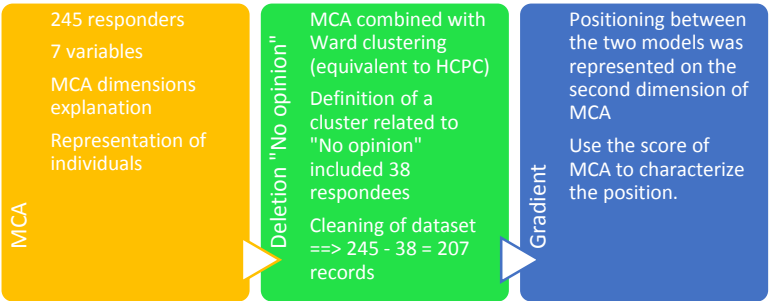 MCA
245 responders
7 variables
MCA dimensions
explanation
Representation of
individuals
Deletion "No opinion"
MCA combined with
Ward clustering
(equivalent to HCPC)
Definition of a
cluster related to
"No opinion"
included 38
respondees
Cleaning of dataset
==> 245 - 38 = 207
records
Gradient
Positioning between
the two models was
represented on the
second dimension of
MCA
Use the score of
MCA to characterize
the position.